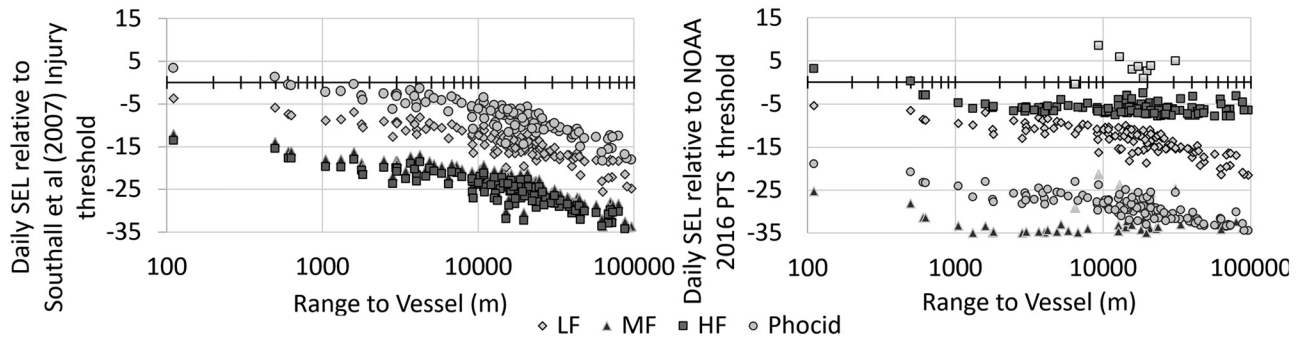 Daily SEL relative to
Southall et al (2007) Injury
threshold
15
5
-5
-15
-25
-35
100
1000
10000
100000
Range to Vessel (m)
Daily SEL relative to NOAA
2016 PTS threshold
15
5
-5
-15
-25
-35
100
1000
10000
100000
Range to Vessel (m)
LF MF HF Phocid